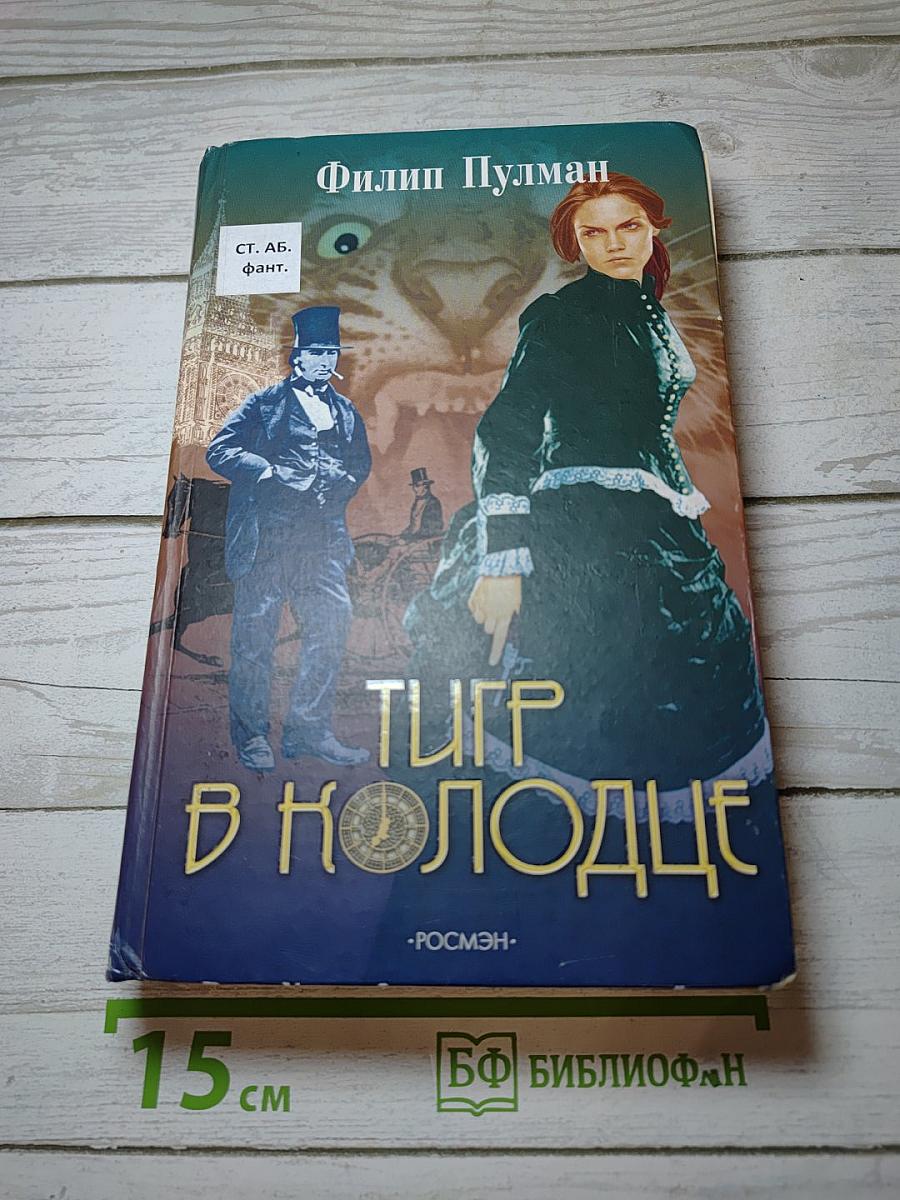 Филип Пулман
СТ. АБ.
фант.
ТИГР
В КОЛОДЦЕ
·РОСМЭН·
15 см
БФ БИБЛИОФАН